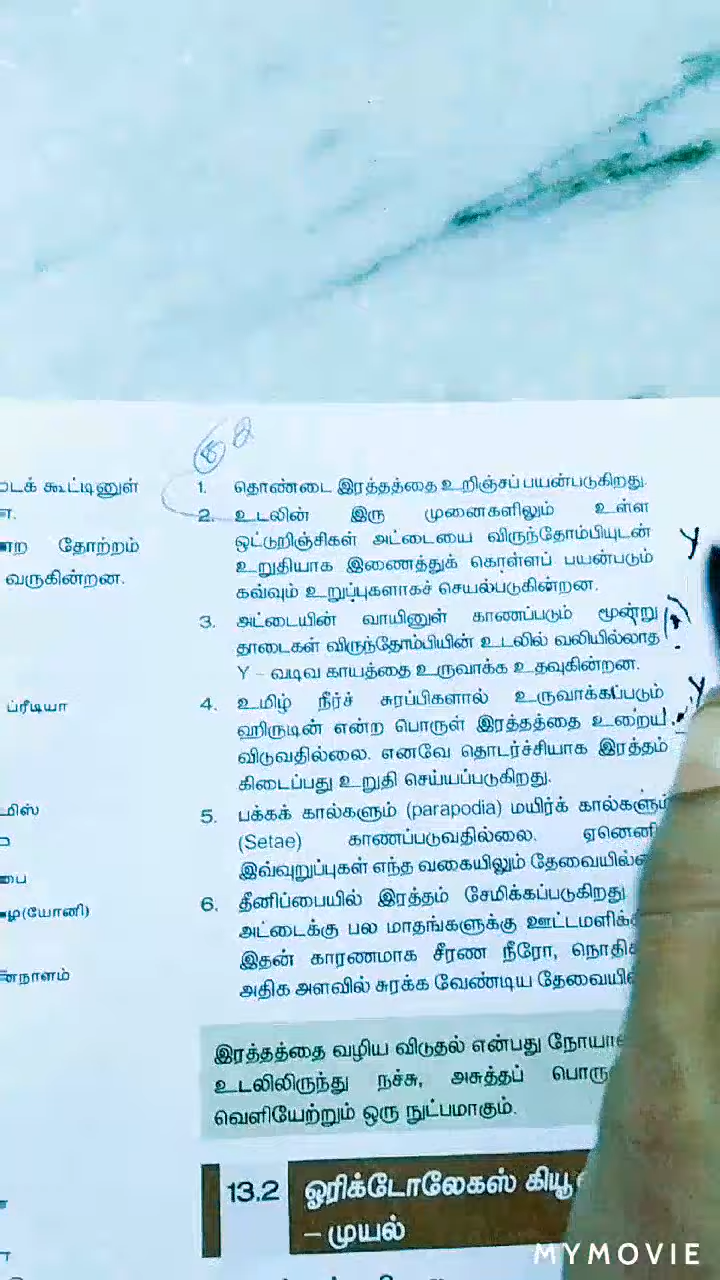 டைக் கூட்டினுள்
ன.
ன்ற தோற்றம்
வருகின்றன.
ப்ரீடியா
மிஸ்
பை
ழை(யோனி)
னநாளம்
1. தொண்டை இரத்தத்தை உறிஞ்சப் பயன்படுகிறது.
2. உடலின் இரு முனைகளிலும் உள்ள
ஒட்டுறிஞ்சிகள் அட்டையை விருந்தோம்பியுடன்
உறுதியாக இணைத்துக் கொள்ளப் பயன்படும்
கவ்வும் உறுப்புகளாகச் செயல்படுகின்றன.
3. அட்டையின் வாயினுள் காணப்படும் மூன்று
தாடைகள் விருந்தோம்பியின் உடலில் வலியில்லாத
Y – வடிவ காயத்தை உருவாக்க உதவுகின்றன.
4. உமிழ் நீர்ச் சுரப்பிகளால் உருவாக்கப்படும்
ஹிருடின் என்ற பொருள் இரத்தத்தை உறைய
விடுவதில்லை. எனவே தொடர்ச்சியாக இரத்தம்
கிடைப்பது உறுதி செய்யப்படுகிறது.
5. பக்கக் கால்களும் (parapodia) மயிர்க் கால்களும்
(Setae) காணப்படுவதில்லை. ஏனெனி
இவ்வுறுப்புகள் எந்த வகையிலும் தேவையில்
6. தீனிப்பையில் இரத்தம் சேமிக்கப்படுகிறது
அட்டைக்கு பல மாதங்களுக்கு ஊட்டமளிக்
இதன் காரணமாக சீரண நீரோ, நொதிக
அதிக அளவில் சுரக்க வேண்டிய தேவையி
இரத்தத்தை வழிய விடுதல் என்பது நோயா
உடலிலிருந்து நச்சு, அசுத்தப் பொரு
வெளியேற்றும் ஒரு நுட்பமாகும்.
13.2 ஓரிக்டோலேகஸ் கியூ
– முயல்
Y
Y
MYMOVIE